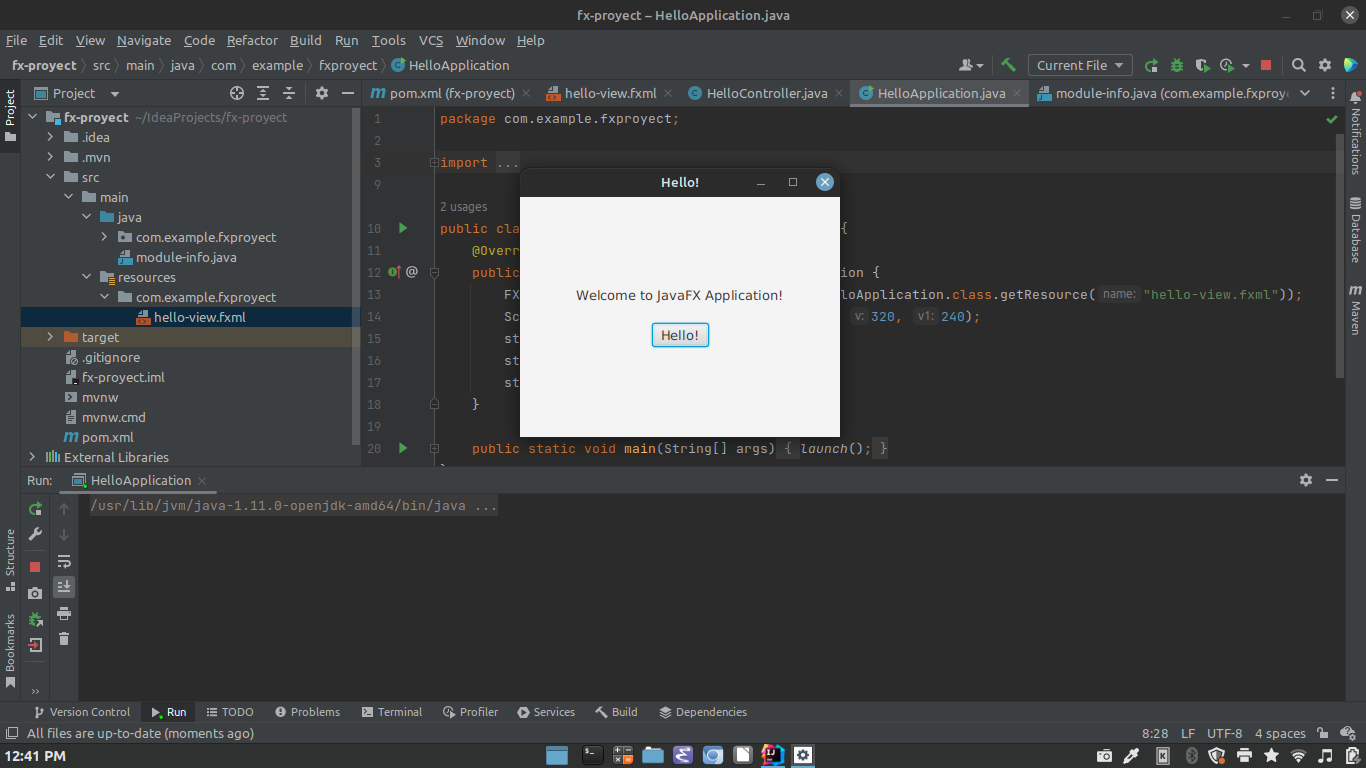 fx-proyect – HelloApplication.java
File Edit View Navigate Code Refactor Build Run Tools VCS Window Help
fx-proyect src main java com example fxproyect HelloApplication
Current File
Project
pom.xml (fx-proyect)
hello-view.fxml
HelloController.java
HelloApplication.java
module-info.java (com.example.fxproye
Project
fx-proyect ~/IdeaProjects/fx-proyect
.idea
.mvn
src
main
java
com.example.fxproyect
module-info.java
resources
com.example.fxproyect
hello-view.fxml
target
.gitignore
fx-proyect.iml
mvnw
mvnw.cmd
pom.xml
External Libraries
1 package com.example.fxproyect;
2
3 import ...
9
2 usages
10 public cla {
11 @Overr
12 @ public ion {
13 FX loApplication.class.getResource( name: "hello-view.fxml"));
14 Sc v: 320, v1: 240);
15 st
16 st
17 st
18 }
19
20 public static void main(String[] args) { launch(); }
Hello!
Welcome to JavaFX Application!
Hello!
Notifications
Database
m Maven
Run: HelloApplication
/usr/lib/jvm/java-1.11.0-openjdk-amd64/bin/java ...
Structure
Bookmarks
Version Control Run TODO Problems Terminal Profiler Services Build Dependencies
All files are up-to-date (moments ago)
8:28 LF UTF-8 4 spaces
12:41 PM